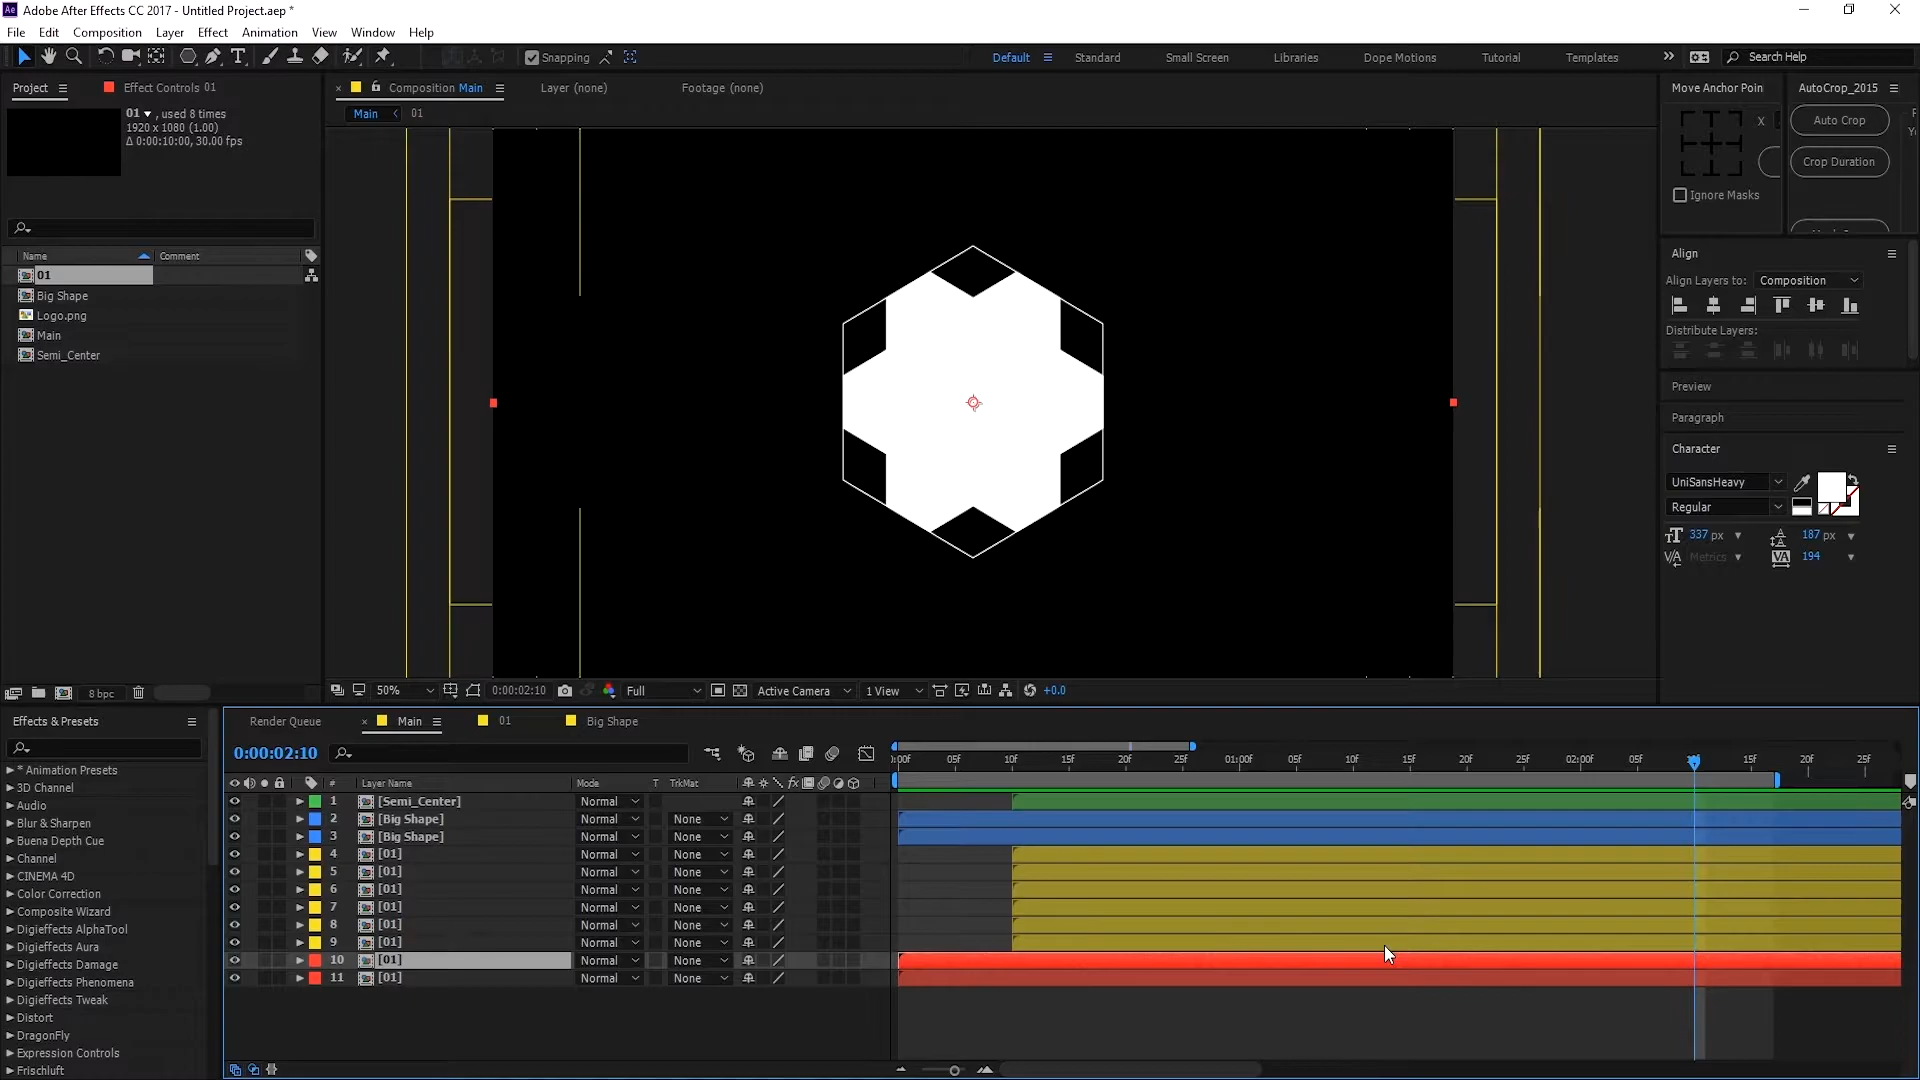 Adobe After Effects CC 2017 - Untitled Project.aep *
File Edit Composition Layer Effect Animation View Window Help
Snapping
Default Standard Small Screen Libraries Dope Motions Tutorial Templates Search Help
Project Effect Controls 01
01, used 8 times
1920 x 1080 (1.00)
Δ 0:00:10:00, 30.00 fps
Name Comment
01
Big Shape
Logo.png
Main
Semi_Center
8 bpc
Composition Main Layer (none) Footage (none)
Main 01
50% 0:00:02:10 Full Active Camera 1 View +0.0
Move Anchor Poin AutoCrop_2015
X Auto Crop
Crop Duration
Ignore Masks
Align
Align Layers to: Composition
Distribute Layers:
Preview
Paragraph
Character
UniSansHeavy
Regular
337 px 187 px
Metrics 194
Effects & Presets
* Animation Presets
3D Channel
Audio
Blur & Sharpen
Buena Depth Cue
Channel
CINEMA 4D
Color Correction
Composite Wizard
Digieffects AlphaTool
Digieffects Aura
Digieffects Damage
Digieffects Phenomena
Digieffects Tweak
Distort
DragonFly
Expression Controls
Frischluft
Render Queue Main 01 Big Shape
0:00:02:10
:00F 05F 10F 15F 20F 25F 01:00F 05F 10F 15F 20F 25F 02:00F 05F 15F 20F 25F
# Layer Name Mode T TrkMat
1 [Semi_Center] Normal
2 [Big Shape] Normal None
3 [Big Shape] Normal None
4 [01] Normal None
5 [01] Normal None
6 [01] Normal None
7 [01] Normal None
8 [01] Normal None
9 [01] Normal None
10 [01] Normal None
11 [01] Normal None